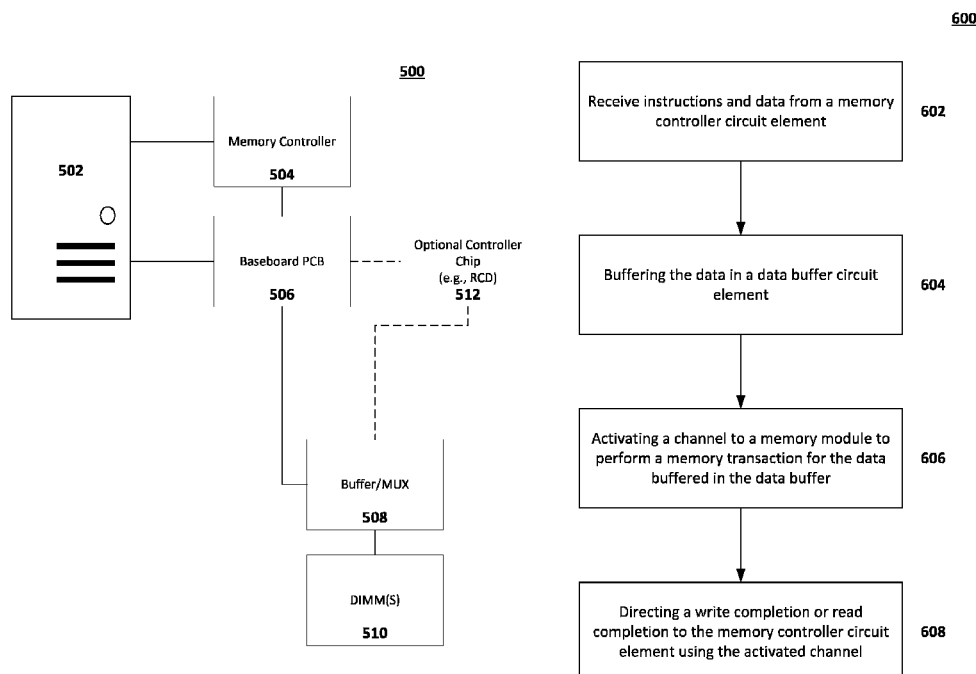 500
502
Memory Controller
504
Baseboard PCB
506
Optional Controller
Chip
(e.g., RCD)
512
Buffer/MUX
508
DIMM(S)
510
600
Receive instructions and data from a memory
controller circuit element
602
Buffering the data in a data buffer circuit
element
604
Activating a channel to a memory module to
perform a memory transaction for the data
buffered in the data buffer
606
Directing a write completion or read
completion to the memory controller circuit
element using the activated channel
608